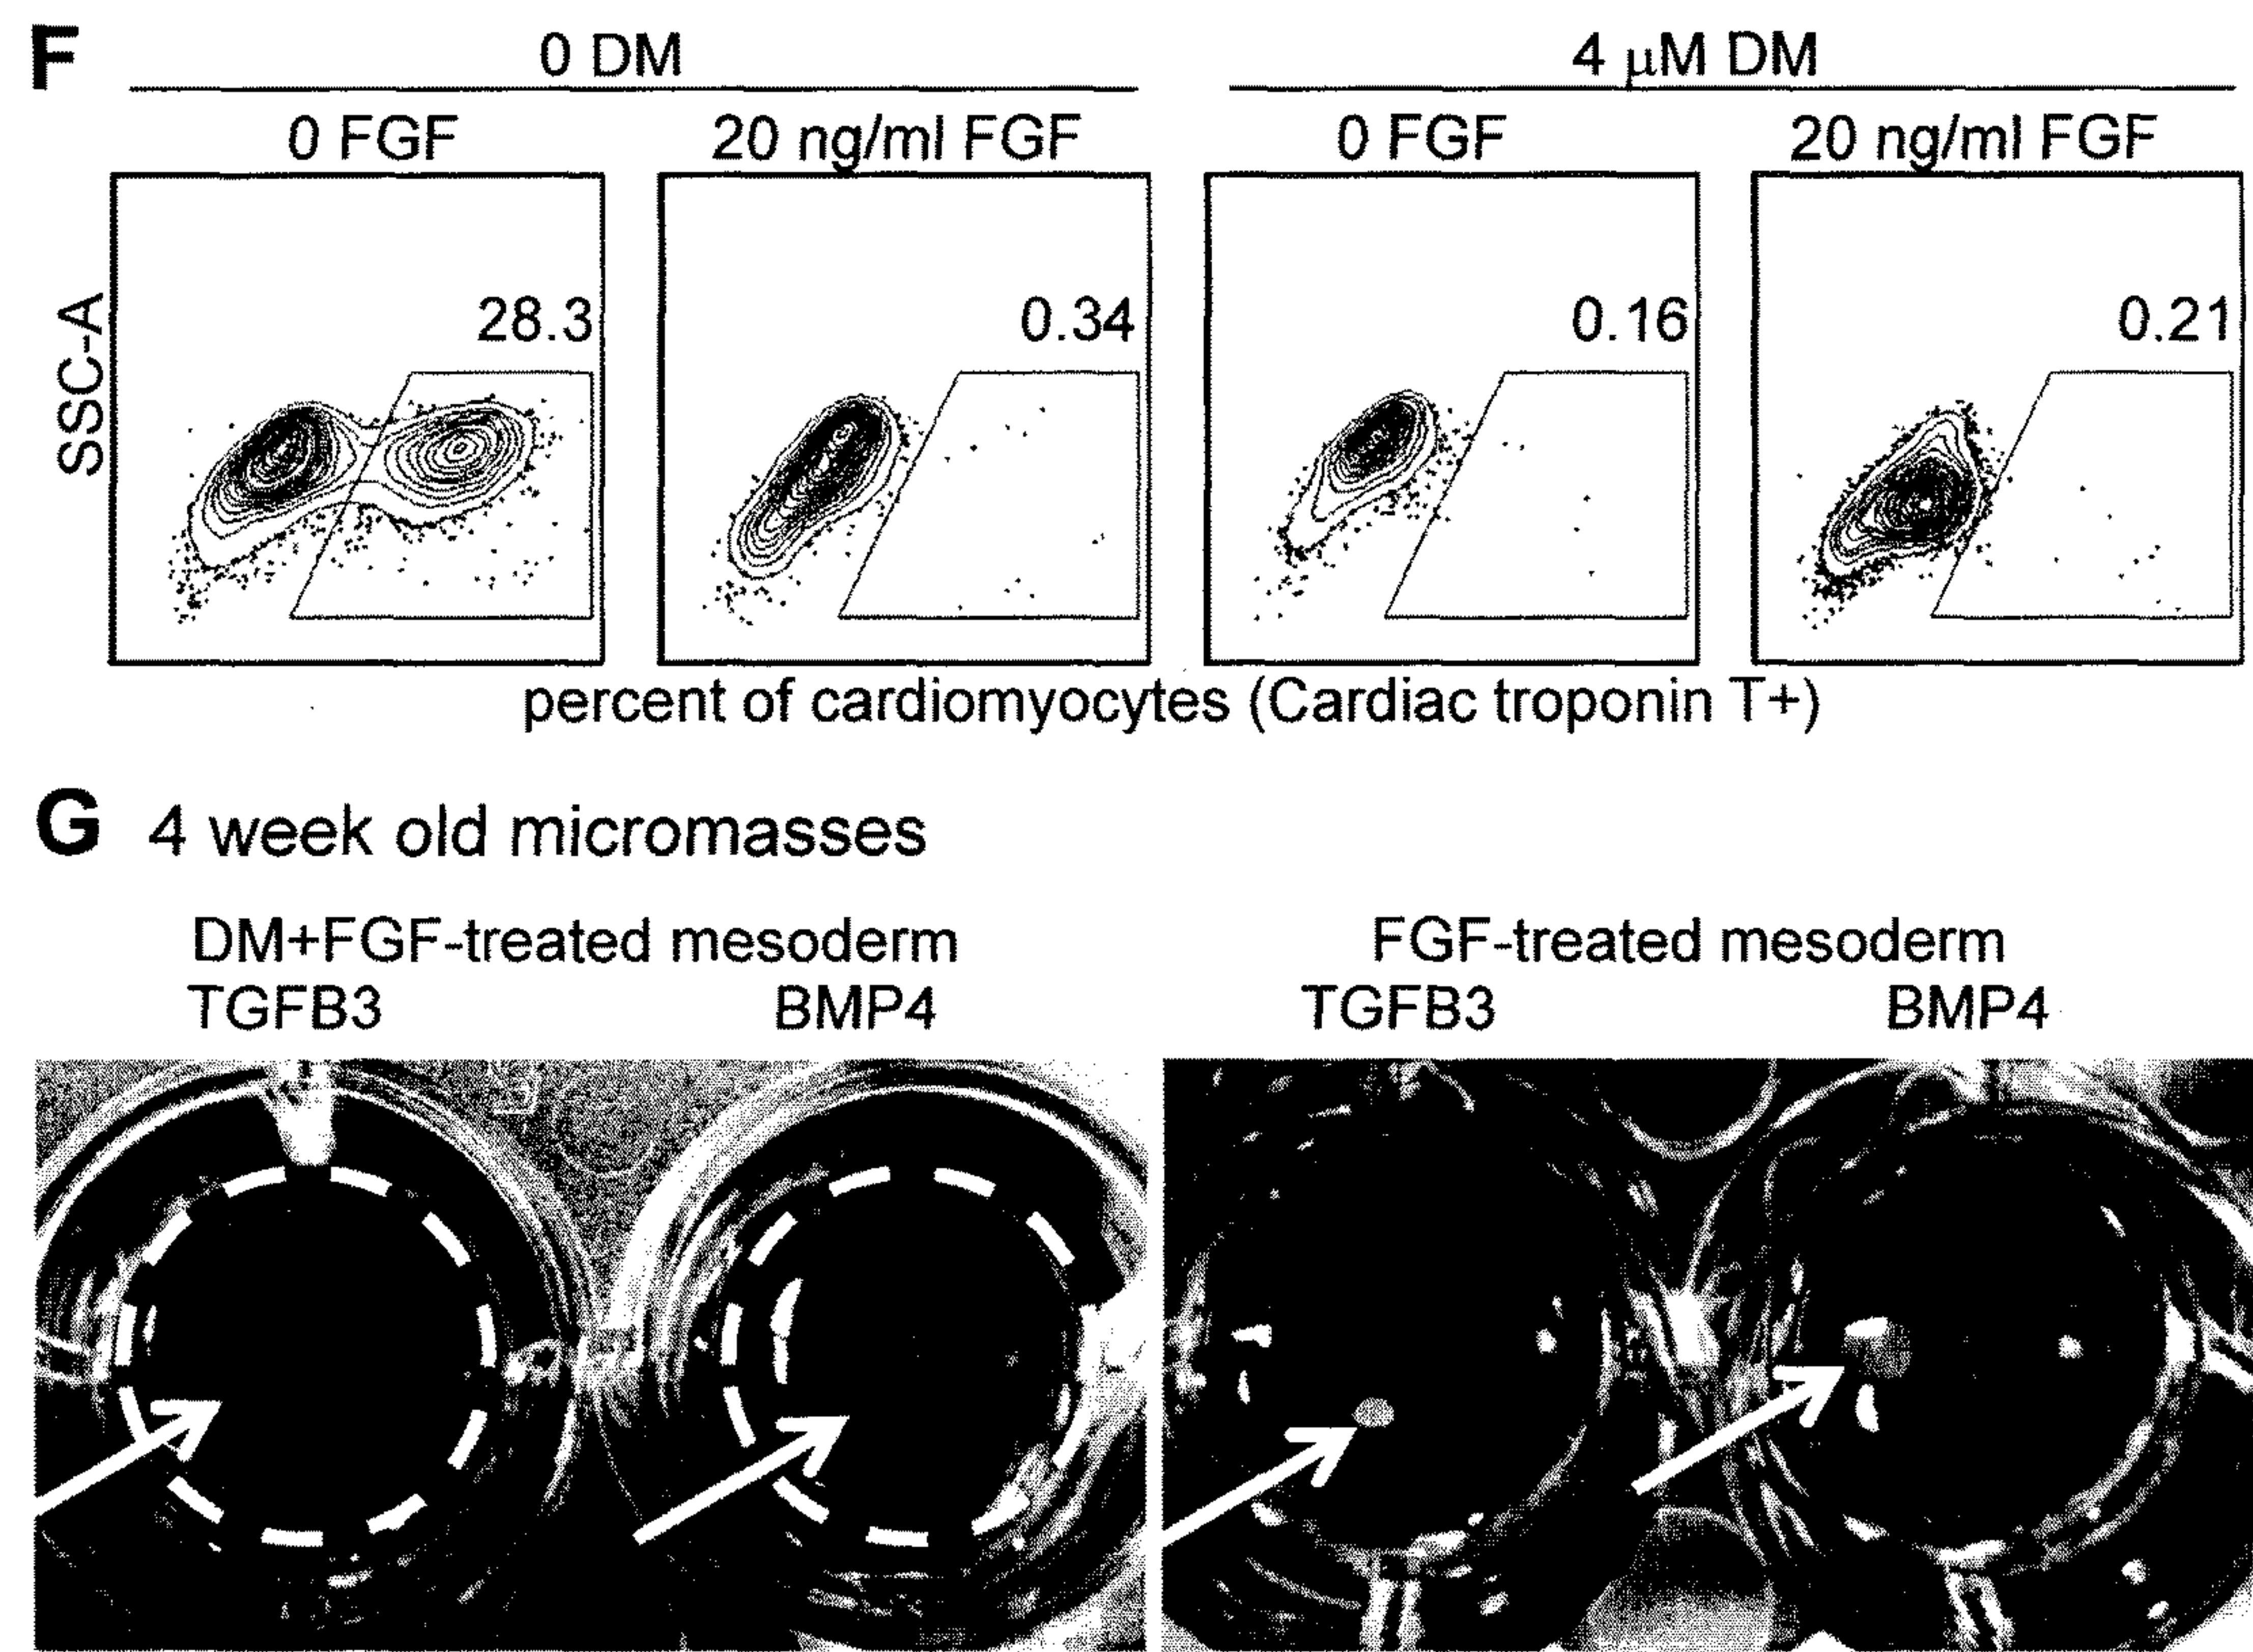 F
0 DM 4 μM DM
0 FGF 20 ng/ml FGF 0 FGF 20 ng/ml FGF
SSC-A
28.3 0.34 0.16 0.21
percent of cardiomyocytes (Cardiac troponin T+)
G 4 week old micromasses
DM+FGF-treated mesoderm FGF-treated mesoderm
TGFB3 BMP4 TGFB3 BMP4